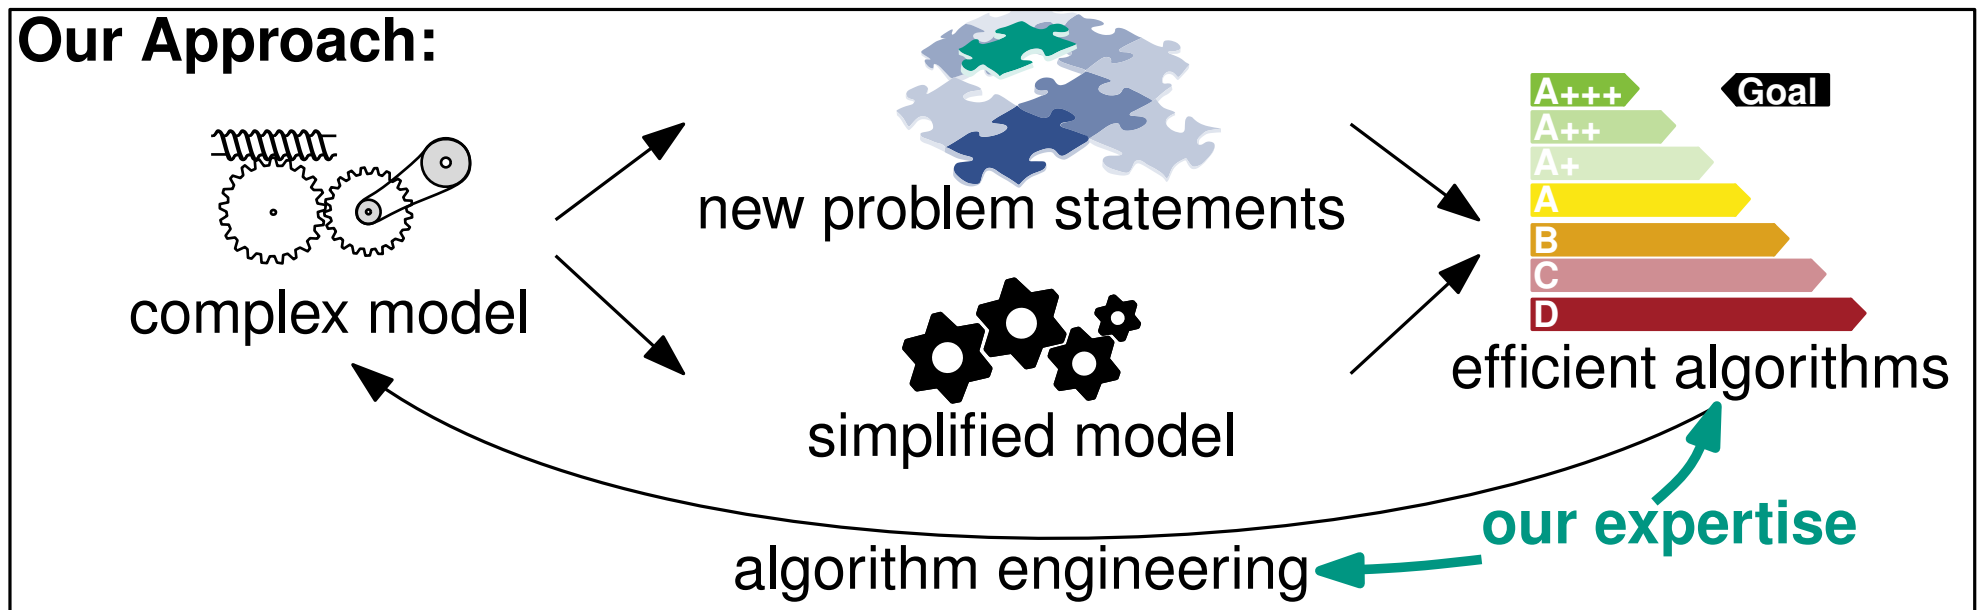 Our Approach:
complex model
new problem statements
simplified model
A+++
Goal
A++
A+
A
B
C
D
efficient algorithms
our expertise
algorithm engineering